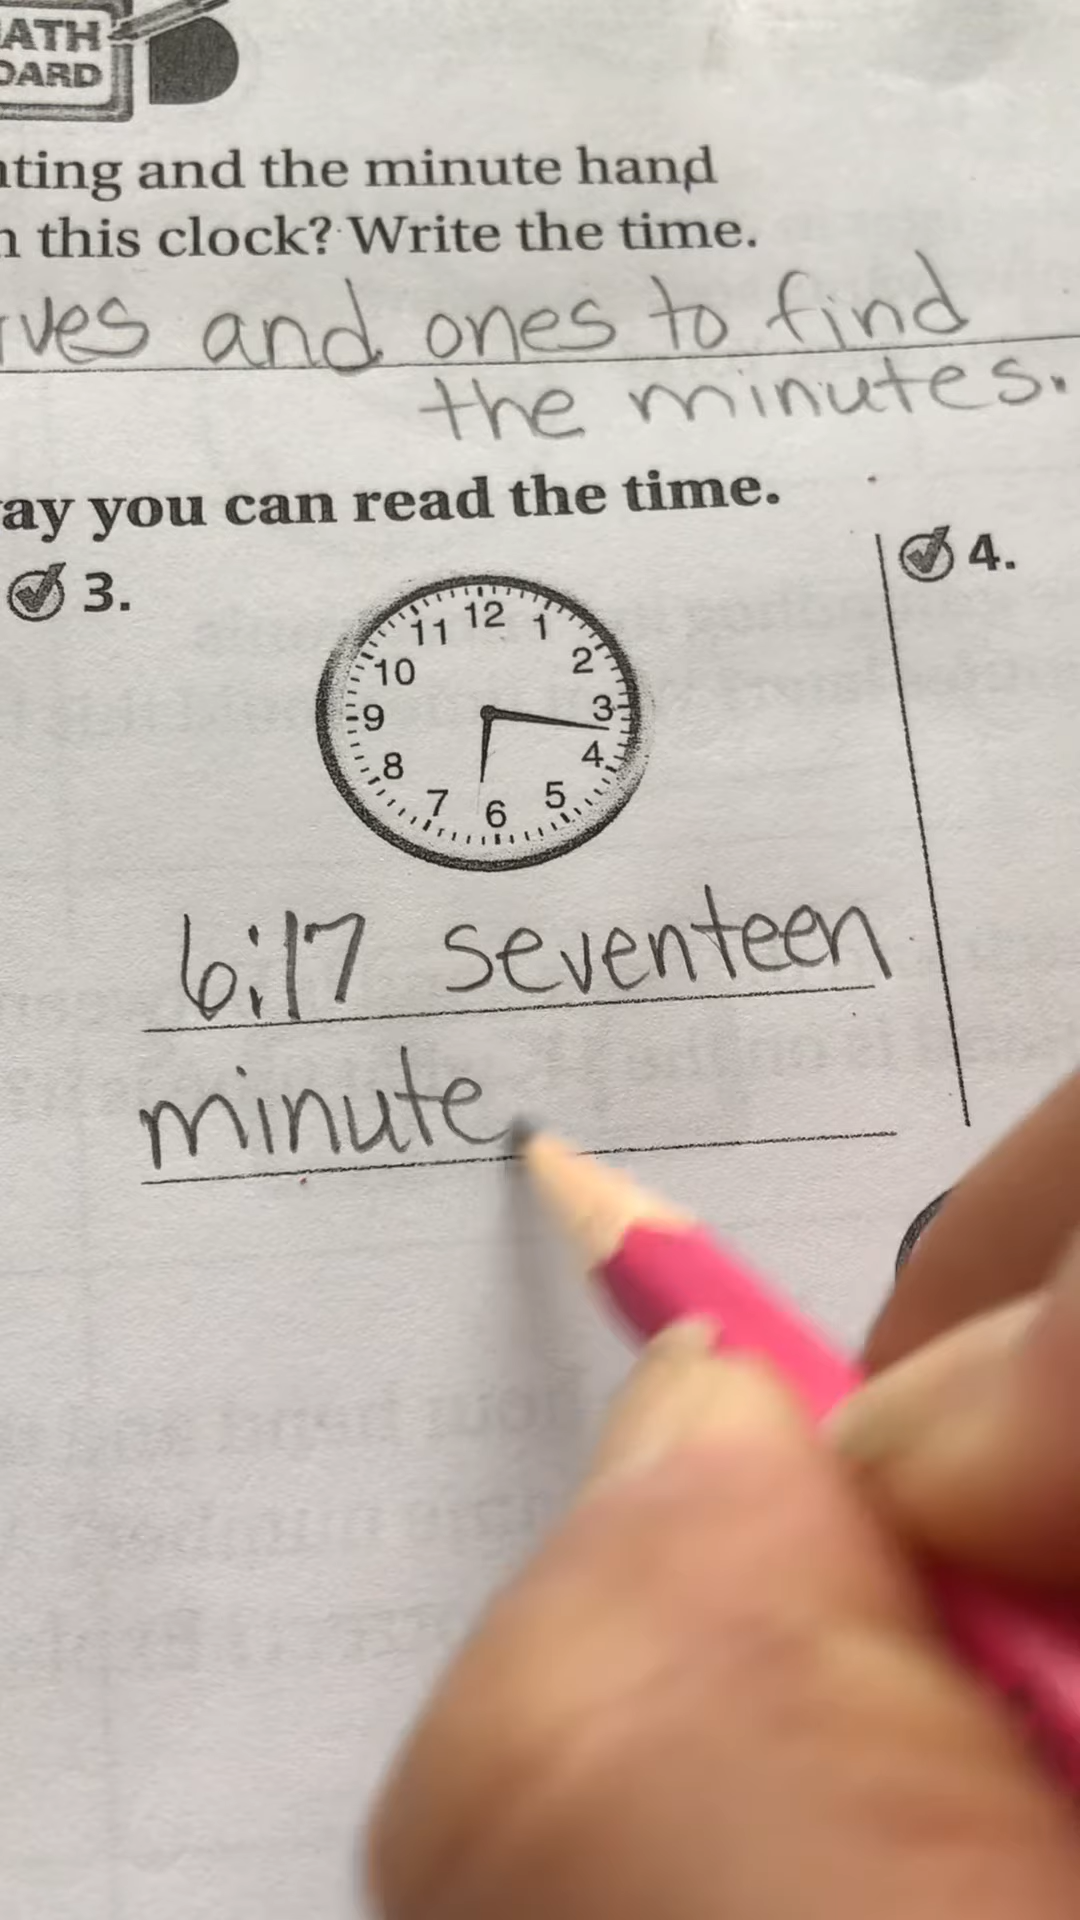 ATH
OARD
ting and the minute hand
this clock? Write the time.
ves and ones to find
the minutes.
ay you can read the time.
3.
4.
12
11 1
10 2
9 3
8 4
7 5
6
6:17 seventeen
minute